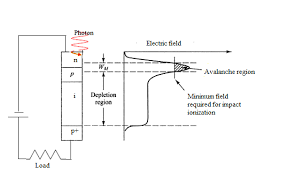 Photon
Electric field
n
W_M
p
Avalanche region
i
Depletion
region
Minimum field
required for impact
ionization
p+
Load